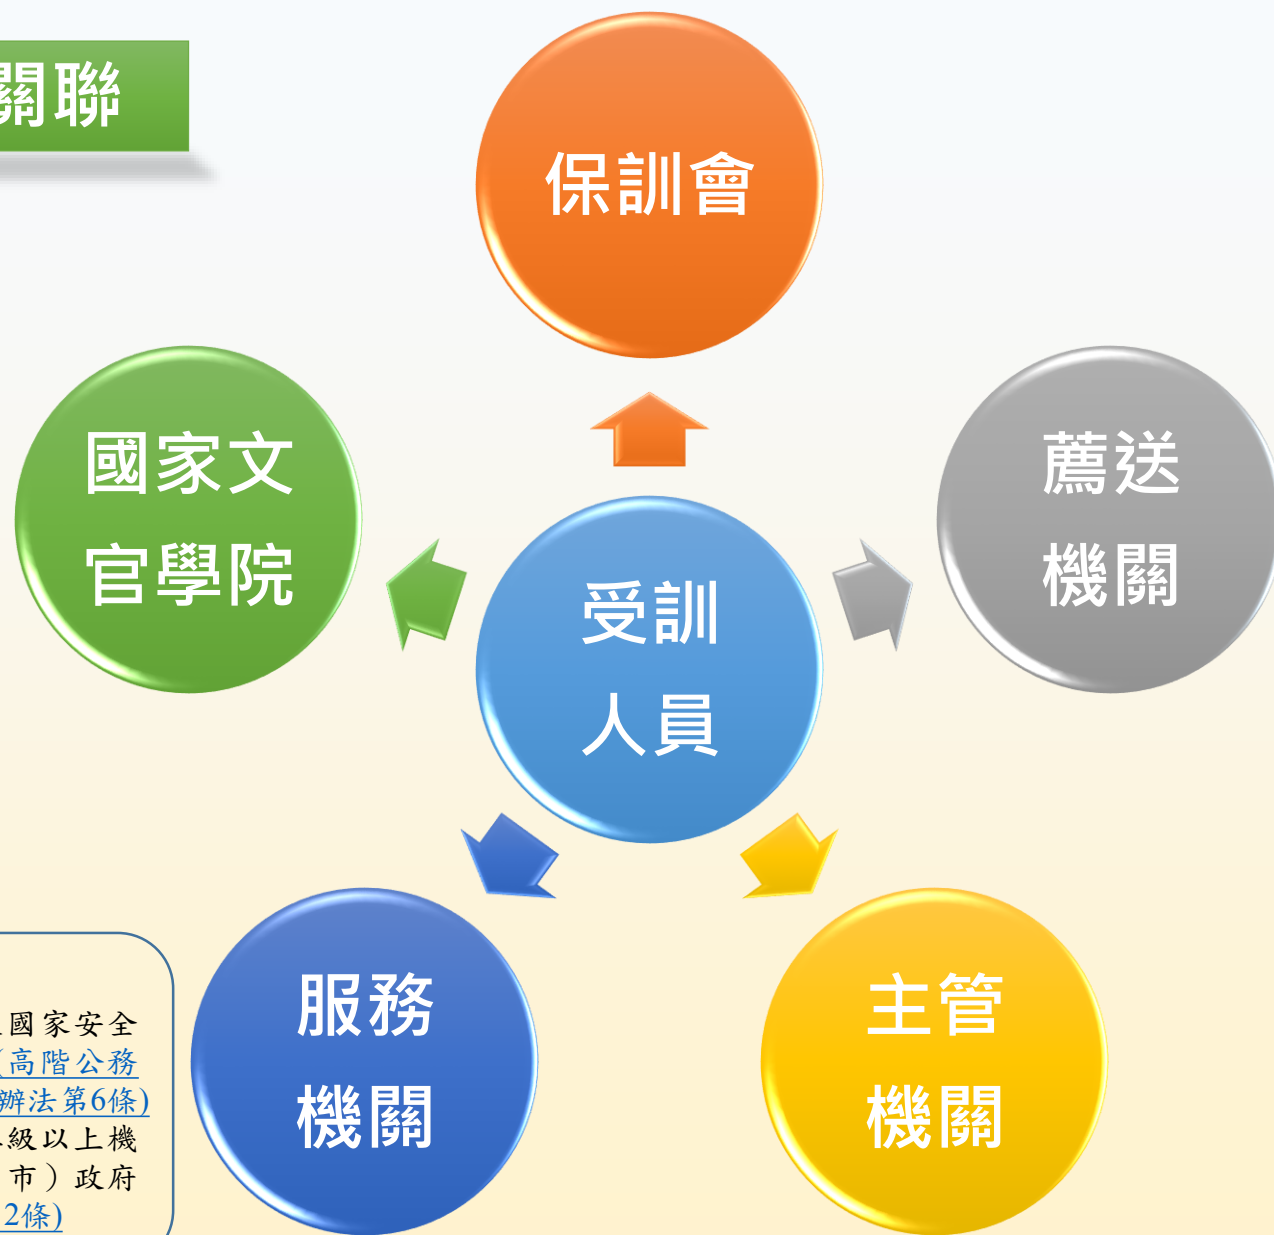 關聯
保訓會
國家文
官學院
薦送
機關
受訓
人員
服務
機關
主管
機關
國家安全
(高階公務
辦法第6條)
級以上機
市）政府
2條)